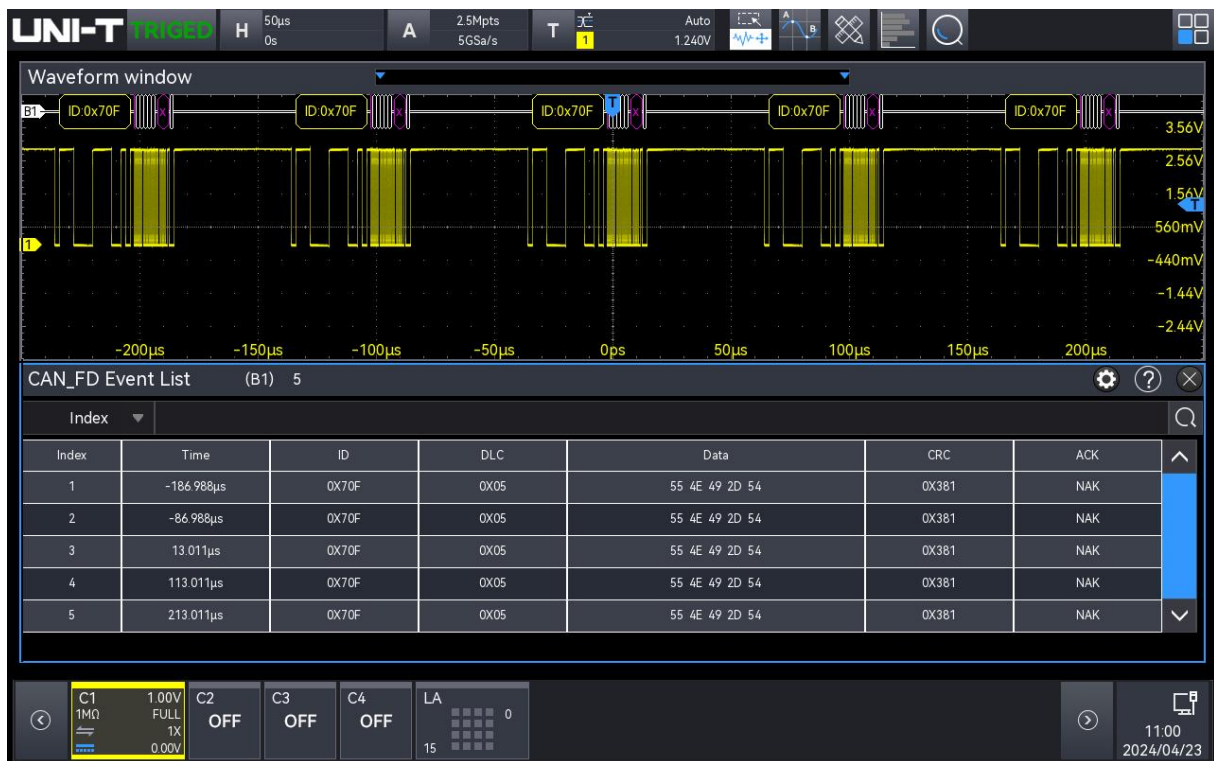 UNI-T TRIGED H 50μs 0s A 2.5Mpts 5GSa/s T 1 Auto 1.240V A B
Waveform window
B1 ID:0x70F X ID:0x70F X ID:0x70F T X ID:0x70F X ID:0x70F X
3.56V
2.56V
1.56V
T
560mV
1
-440mV
-1.44V
-2.44V
-200μs -150μs -100μs -50μs 0ps 50μs 100μs 150μs 200μs
CAN_FD Event List (B1) 5
Index
Index Time ID DLC Data CRC ACK
1 -186.988μs 0X70F 0X05 55 4E 49 2D 54 0X381 NAK
2 -86.988μs 0X70F 0X05 55 4E 49 2D 54 0X381 NAK
3 13.011μs 0X70F 0X05 55 4E 49 2D 54 0X381 NAK
4 113.011μs 0X70F 0X05 55 4E 49 2D 54 0X381 NAK
5 213.011μs 0X70F 0X05 55 4E 49 2D 54 0X381 NAK
C1 1.00V C2 C3 C4 LA
1MΩ FULL OFF OFF OFF 0
1X
0.00V 15
11:00
2024/04/23